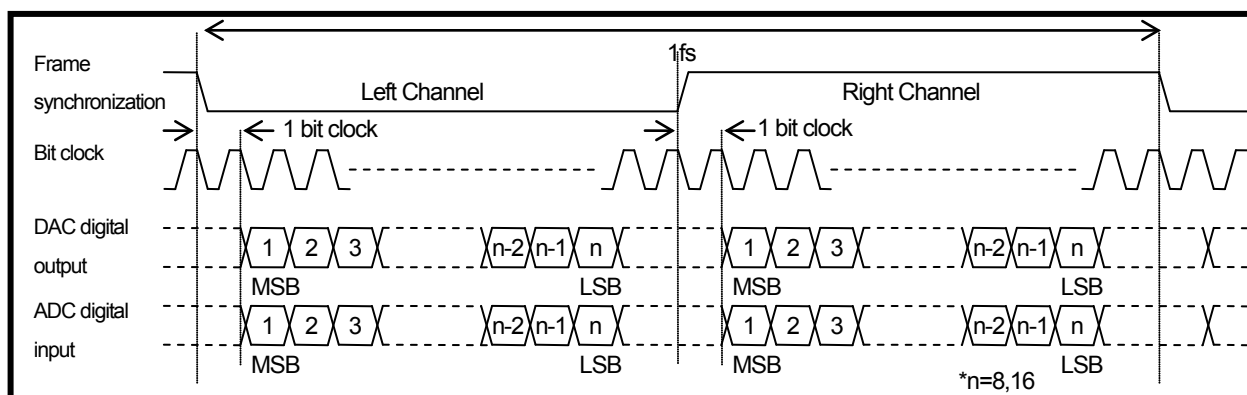 1fs
Frame
synchronization
Left Channel
Right Channel
1 bit clock
1 bit clock
Bit clock
DAC digital
output
1 2 3 n-2 n-1 n 1 2 3 n-2 n-1 n
MSB LSB MSB LSB
ADC digital
input
1 2 3 n-2 n-1 n 1 2 3 n-2 n-1 n
MSB LSB MSB LSB
*n=8,16